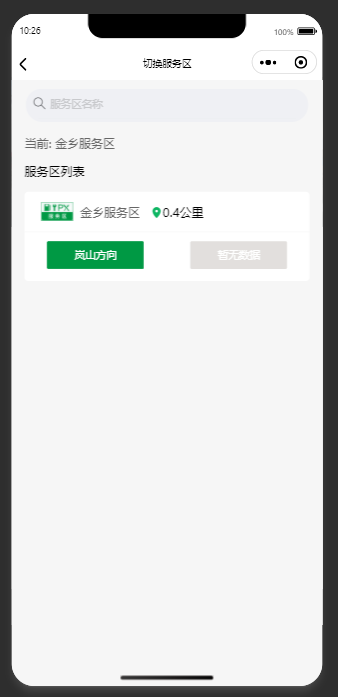 10:26
100%
切换服务区
服务区名称
当前: 金乡服务区
服务区列表
YPX
服务区
金乡服务区
0.4公里
岚山方向
暂无数据